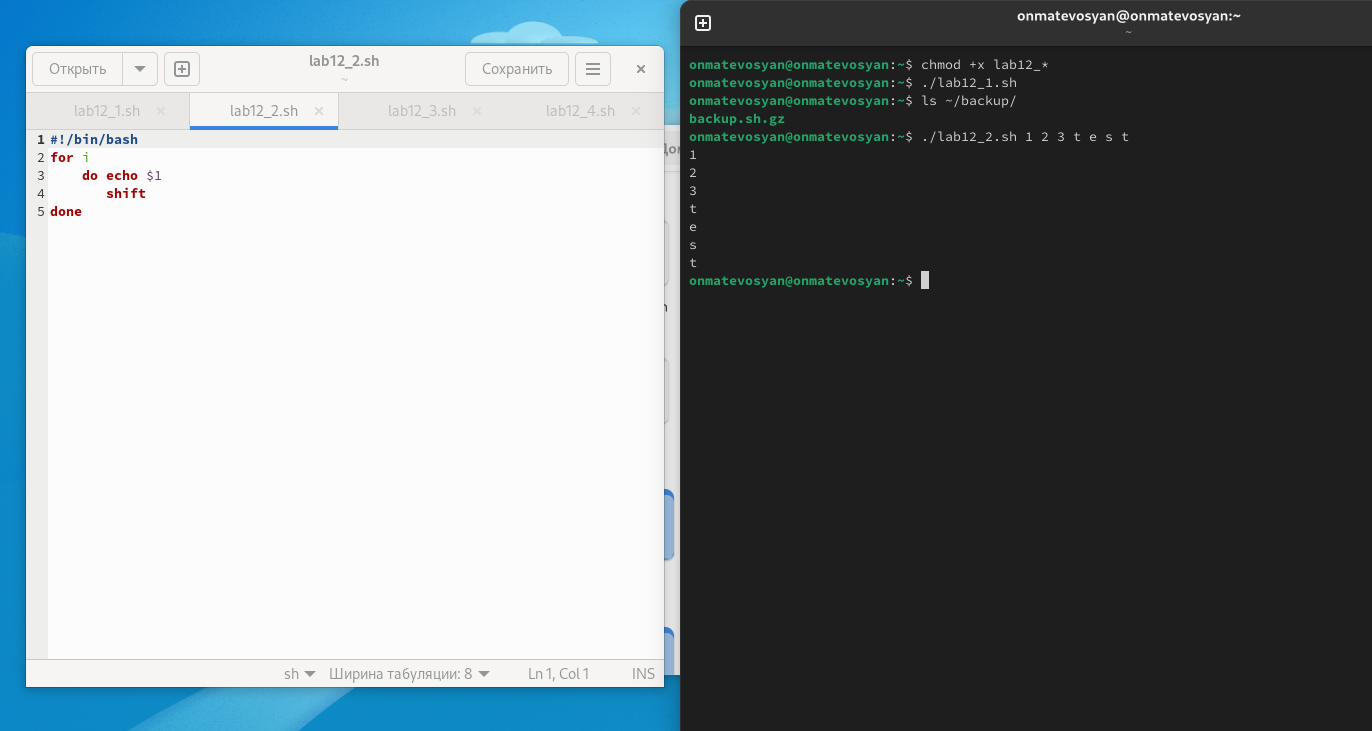 Открыть
lab12_2.sh
~
Сохранить
lab12_1.sh
lab12_2.sh
lab12_3.sh
lab12_4.sh
1 #!/bin/bash
2 for i
3     do echo $1
4        shift
5 done
sh
Ширина табуляции: 8
Ln 1, Col 1
INS
onmatevosyan@onmatevosyan:~
~
onmatevosyan@onmatevosyan:~$ chmod +x lab12_*
onmatevosyan@onmatevosyan:~$ ./lab12_1.sh
onmatevosyan@onmatevosyan:~$ ls ~/backup/
backup.sh.gz
onmatevosyan@onmatevosyan:~$ ./lab12_2.sh 1 2 3 t e s t
1
2
3
t
e
s
t
onmatevosyan@onmatevosyan:~$